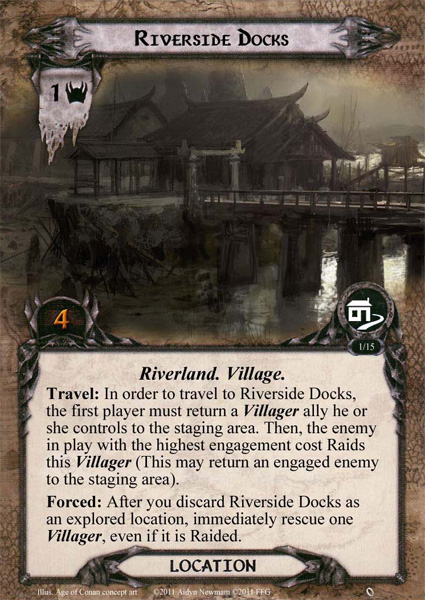 Riverside Docks
1
4
1/15
Riverland. Village.
Travel: In order to travel to Riverside Docks,
the first player must return a Villager ally he or
she controls to the staging area. Then, the enemy
in play with the highest engagement cost Raids
this Villager (This may return an engaged enemy
to the staging area).
Forced: After you discard Riverside Docks as
an explored location, immediately rescue one
Villager, even if it is Raided.
LOCATION
Illus. Age of Conan concept art ©2011 Aidyn Newman ©2011 FFG